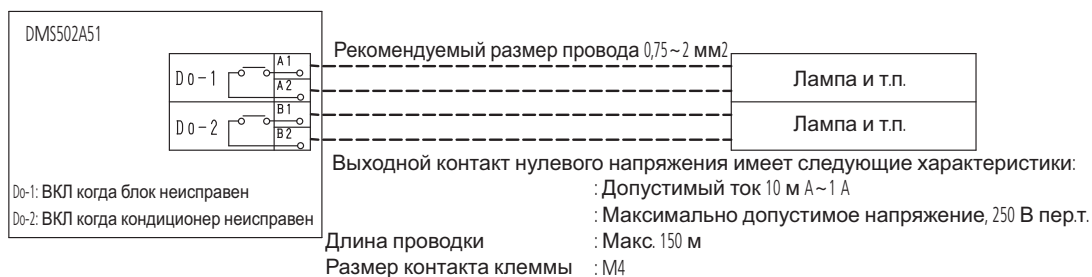 DMS502A51
Рекомендуемый размер провода 0,75~2 мм2
Do-1
A1
A2
Лампа и т.п.
Do-2
B1
B2
Лампа и т.п.
Выходной контакт нулевого напряжения имеет следующие характеристики:
Do-1: ВКЛ когда блок неисправен
: Допустимый ток 10 м А~1 А
Do-2: ВКЛ когда кондиционер неисправен
: Максимально допустимое напряжение, 250 В пер.т.
Длина проводки : Макс. 150 м
Размер контакта клеммы : М4